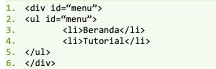 1. <div id=“menu”>
2. <ul id=“menu”>
3. <li>Beranda</li>
4. <li>Tutorial</li>
5. </ul>
6. </div>